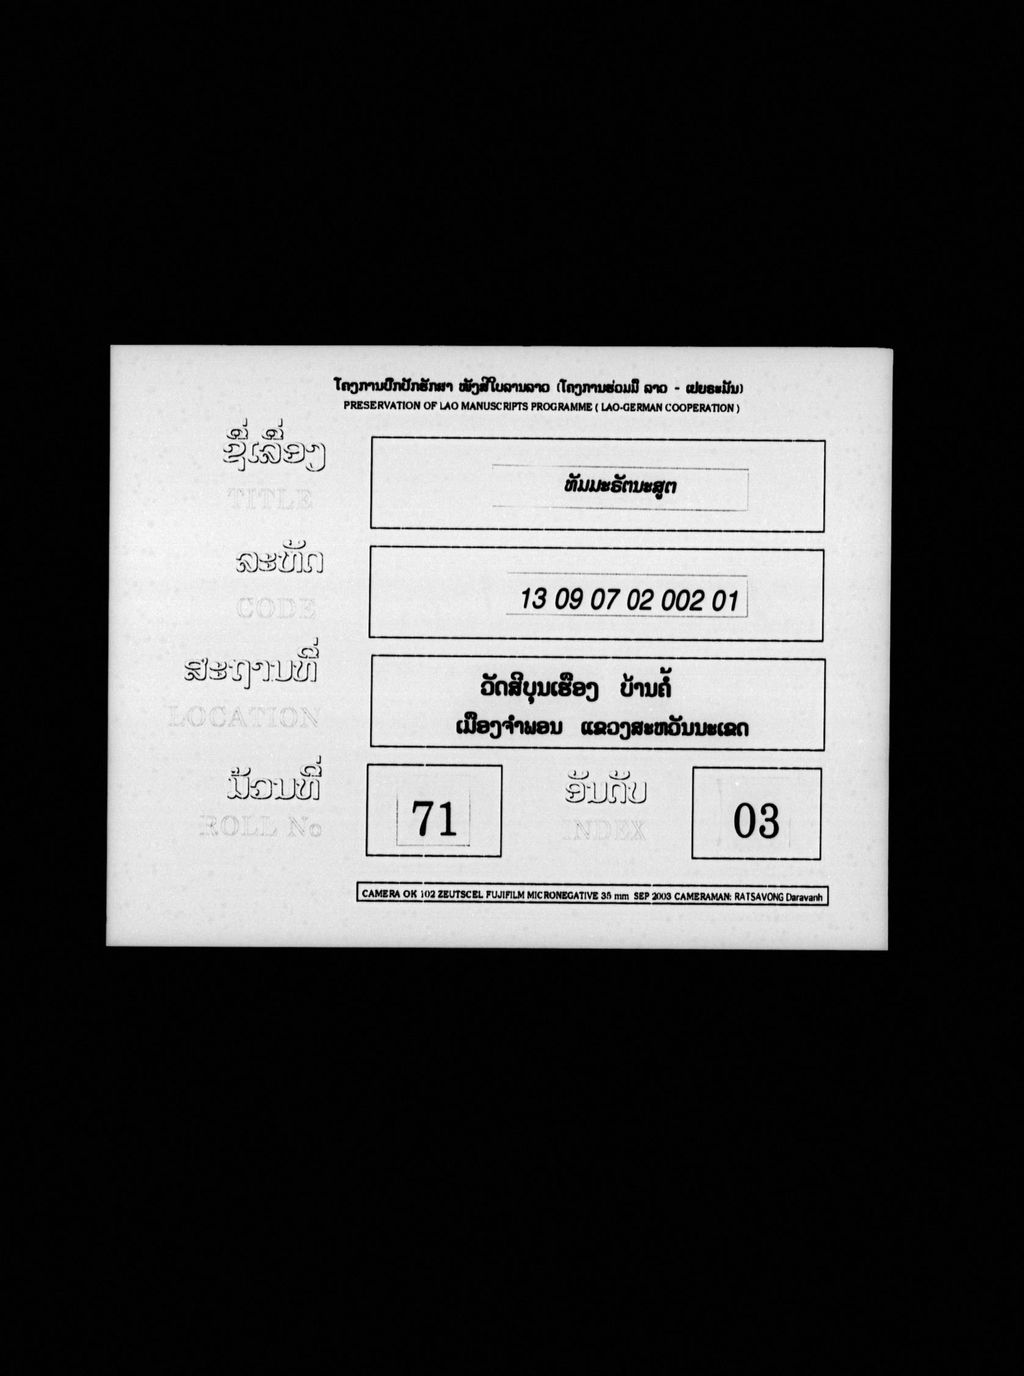 ໂຄງການປົກປັກຮັກສາ ໜັງສືໃບລານລາວ (ໂຄງການຮ່ວມມື ລາວ - ເຢຍຣະມັນ)
PRESERVATION OF LAO MANUSCRIPTS PROGRAMME ( LAO-GERMAN COOPERATION )
ຊື່ເລື່ອງ
TITLE
ທັມມະຣັຕນະສູຕ
ລະຫັດ
CODE
13 09 07 02 002 01
ສະຖານທີ່
LOCATION
ວັດສີບຸນເຮືອງ ບ້ານຄໍ້
ເມືອງຈໍາພອນ ແຂວງສະຫວັນນະເຂດ
ມ້ວນທີ່
ROLL No
71
ອັນດັບ
INDEX
03
CAMERA OK 102 ZEUTSCEL FUJIFILM MICRONEGATIVE 35 mm SEP 2003 CAMERAMAN: RATSAVONG Daravanh